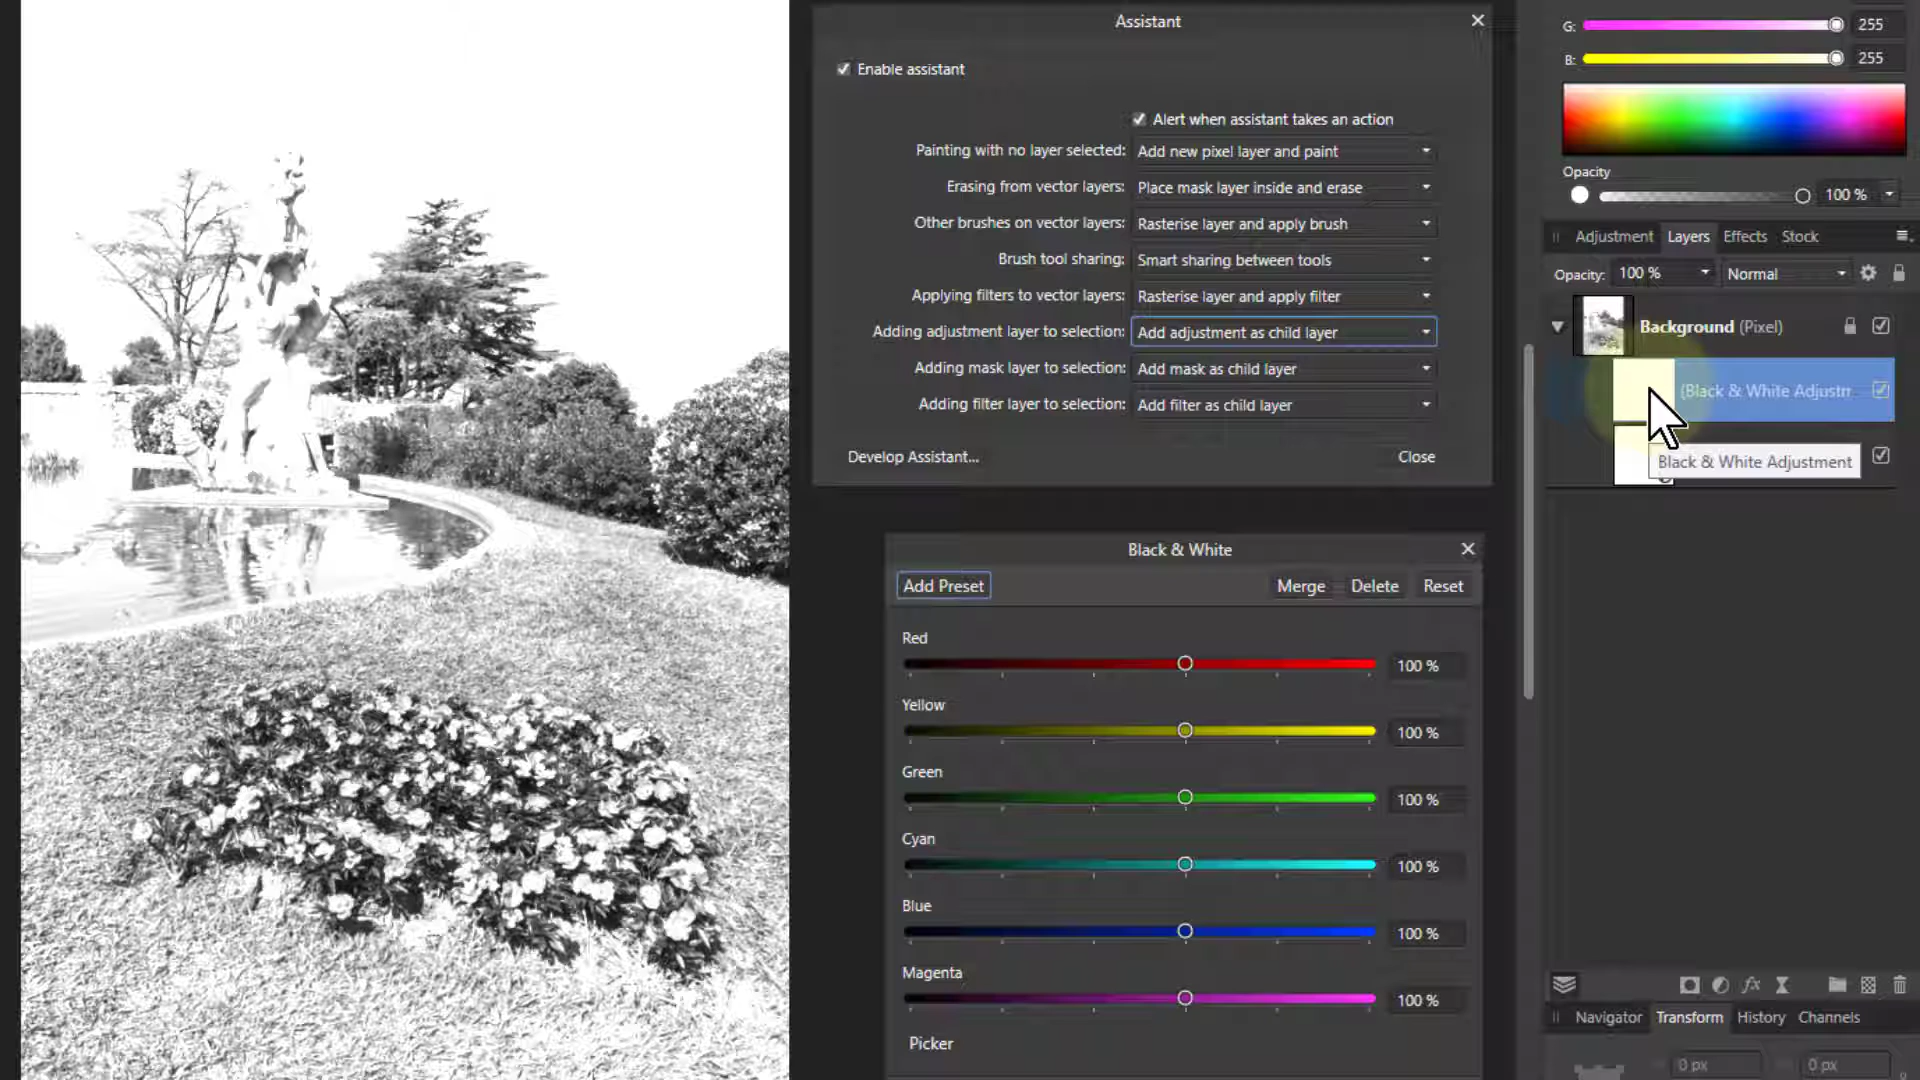 Assistant
Enable assistant
Alert when assistant takes an action
Painting with no layer selected: Add new pixel layer and paint
Erasing from vector layers: Place mask layer inside and erase
Other brushes on vector layers: Rasterise layer and apply brush
Brush tool sharing: Smart sharing between tools
Applying filters to vector layers: Rasterise layer and apply filter
Adding adjustment layer to selection: Add adjustment as child layer
Adding mask layer to selection: Add mask as child layer
Adding filter layer to selection: Add filter as child layer
Develop Assistant... Close
Black & White
Add Preset Merge Delete Reset
Red
100 %
Yellow
100 %
Green
100 %
Cyan
100 %
Blue
100 %
Magenta
100 %
Picker
G: 255
B: 255
Opacity
100 %
Adjustment Layers Effects Stock
Opacity: 100 % Normal
Background (Pixel)
(Black & White Adjustm
Black & White Adjustment
fx
Navigator Transform History Channels
0 px 0 px